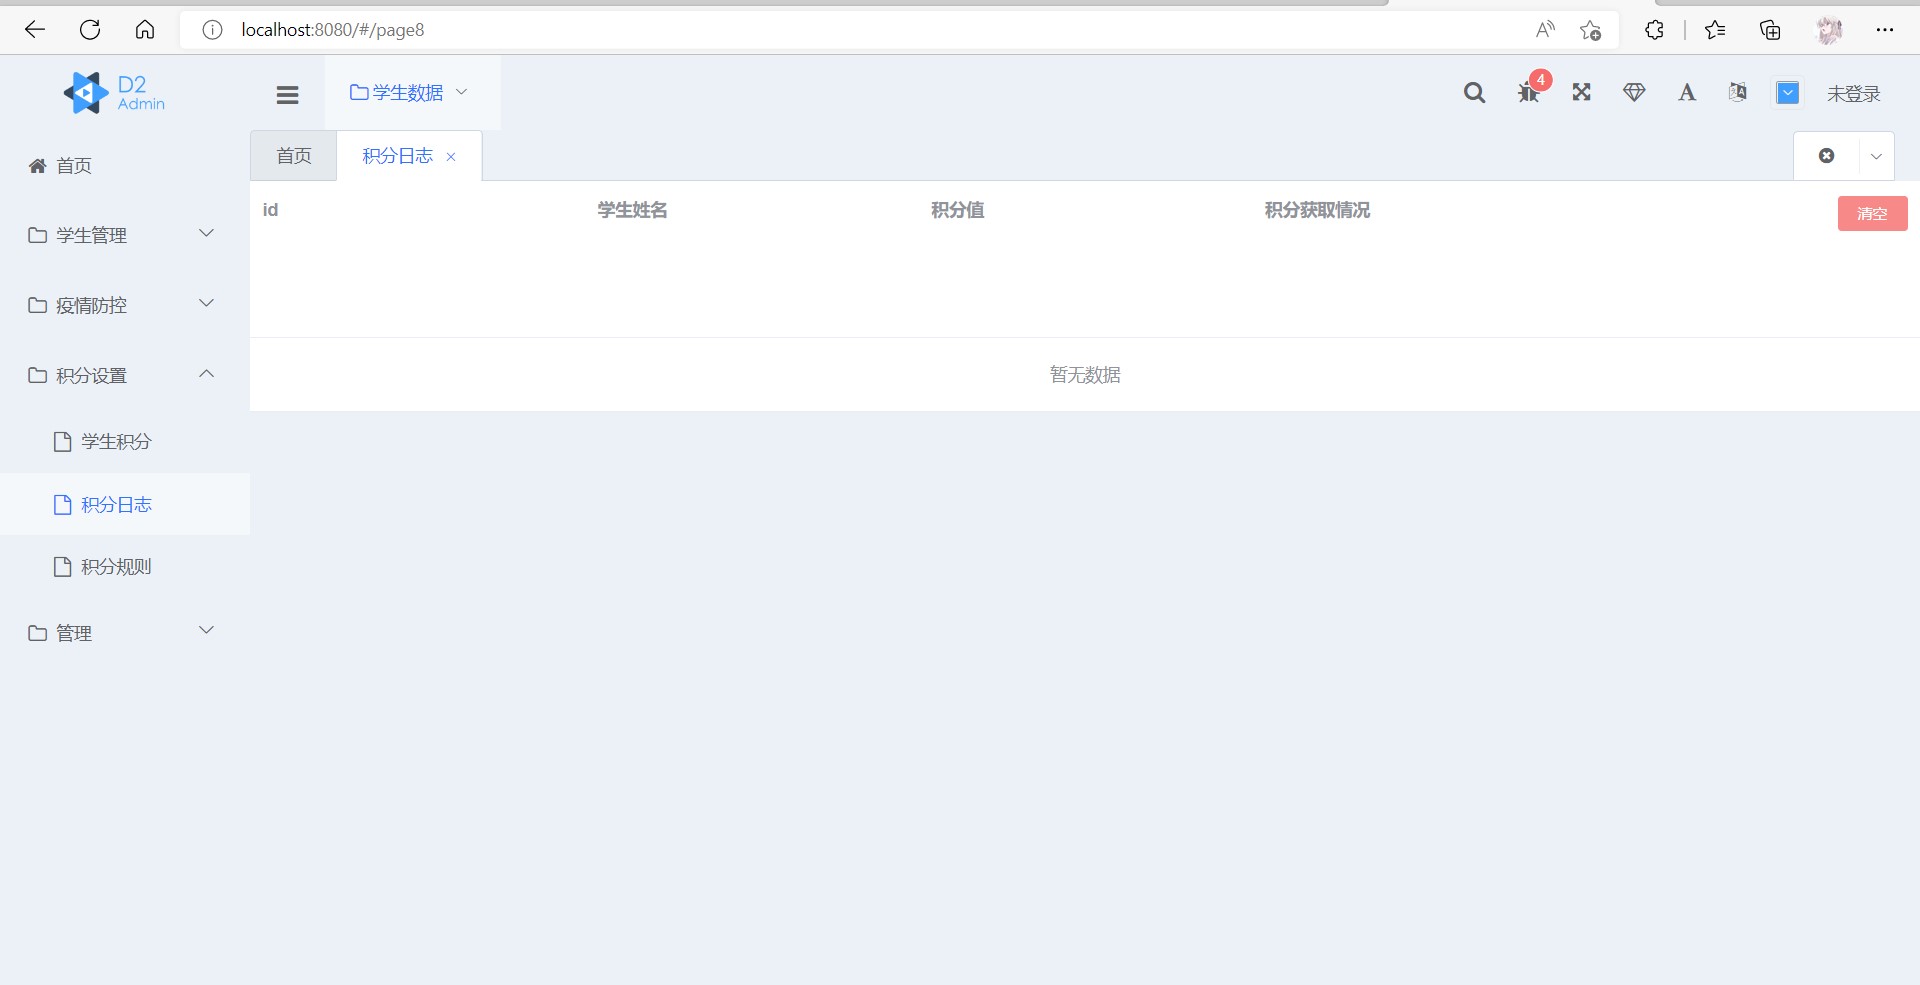 localhost:8080/#/page8
D2
Admin
学生数据
4
未登录
首页
积分日志
首页
学生管理
疫情防控
积分设置
学生积分
积分日志
积分规则
管理
id
学生姓名
积分值
积分获取情况
清空
暂无数据